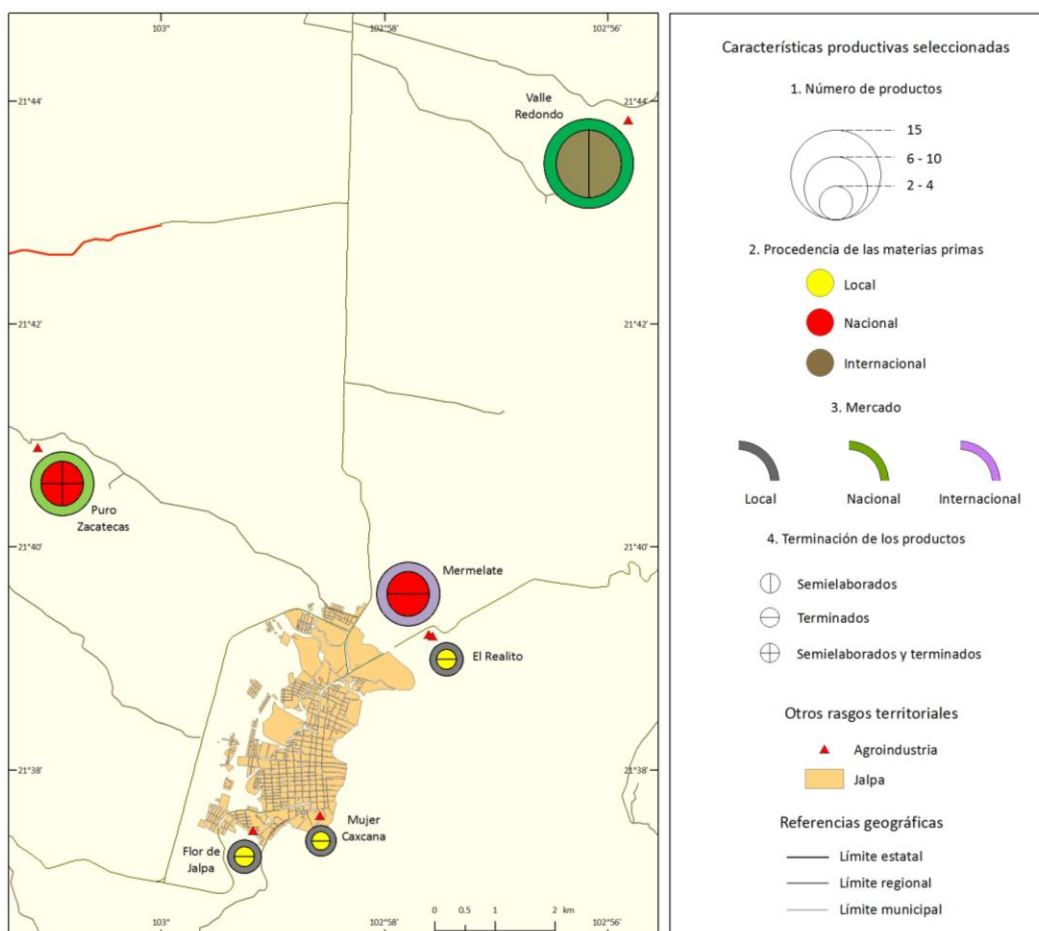 103°
102°58'
102°56'
21°44'
21°44'
Valle
Redondo
21°42'
21°42'
Puro
Zacatecas
21°40'
21°40'
Mermelate
El Realito
21°38'
21°38'
Mujer
Caxcana
Flor de
Jalpa
0 0.5 1 2 km
103°
102°58'
102°56'
Características productivas seleccionadas
1. Número de productos
15
6 - 10
2 - 4
2. Procedencia de las materias primas
Local
Nacional
Internacional
3. Mercado
Local Nacional Internacional
4. Terminación de los productos
Semielaborados
Terminados
Semielaborados y terminados
Otros rasgos territoriales
Agroindustria
Jalpa
Referencias geográficas
Límite estatal
Límite regional
Límite municipal